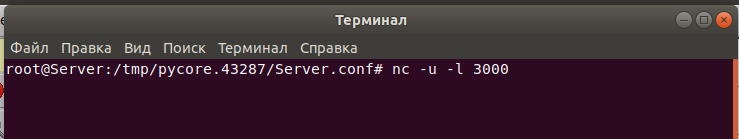 Терминал
Файл Правка Вид Поиск Терминал Справка
root@Server:/tmp/pycore.43287/Server.conf# nc -u -l 3000